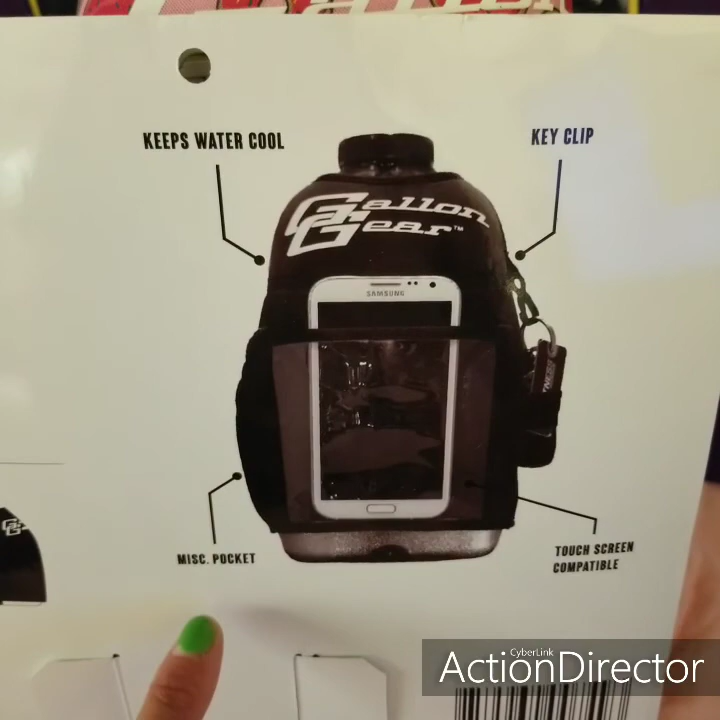 KEEPS WATER COOL
KEY CLIP
Gallon
Gear™
SAMSUNG
MISC. POCKET
TOUCH SCREEN
COMPATIBLE
CyberLink
ActionDirector